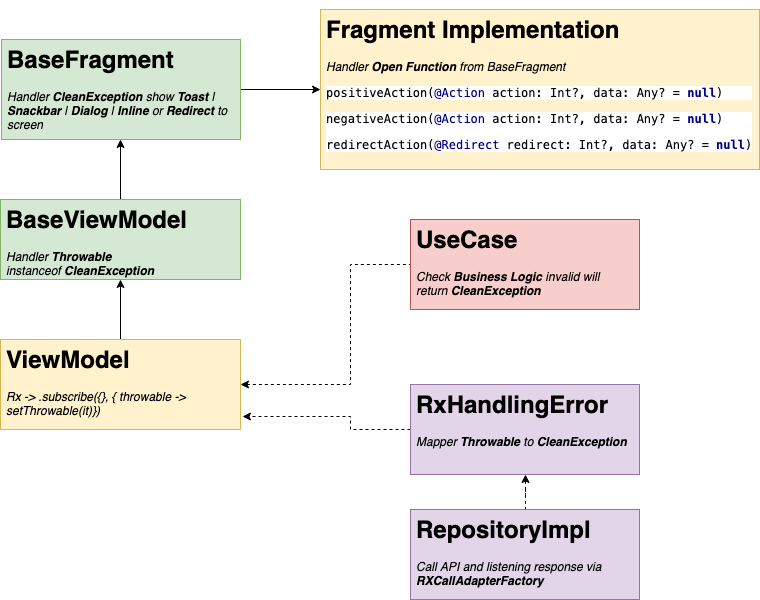 BaseFragment
Handler CleanException show Toast |
Snackbar | Dialog | Inline or Redirect to
screen
Fragment Implementation
Handler Open Function from BaseFragment
positiveAction(@Action action: Int?, data: Any? = null)
negativeAction(@Action action: Int?, data: Any? = null)
redirectAction(@Redirect redirect: Int?, data: Any? = null)
BaseViewModel
Handler Throwable
instanceof CleanException
UseCase
Check Business Logic invalid will
return CleanException
ViewModel
Rx -> .subscribe({}, { throwable ->
setThrowable(it)})
RxHandlingError
Mapper Throwable to CleanException
RepositoryImpl
Call API and listening response via
RXCallAdapterFactory